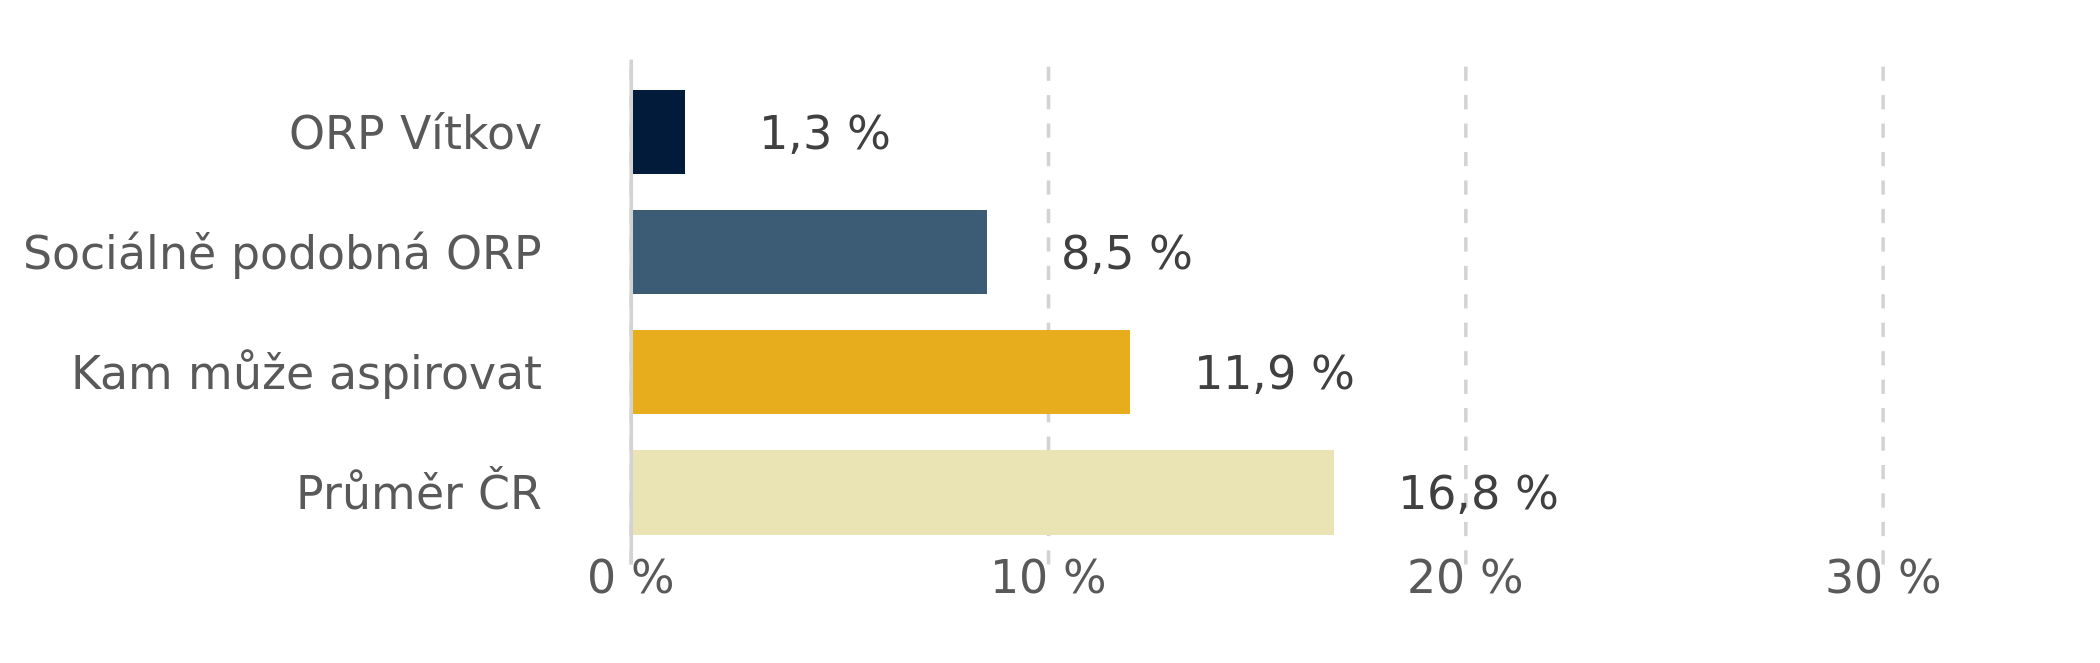 ORP Vítkov 1,3 %
Sociálně podobná ORP 8,5 %
Kam může aspirovat 11,9 %
Průměr ČR 16,8 %
0 % 10 % 20 % 30 %